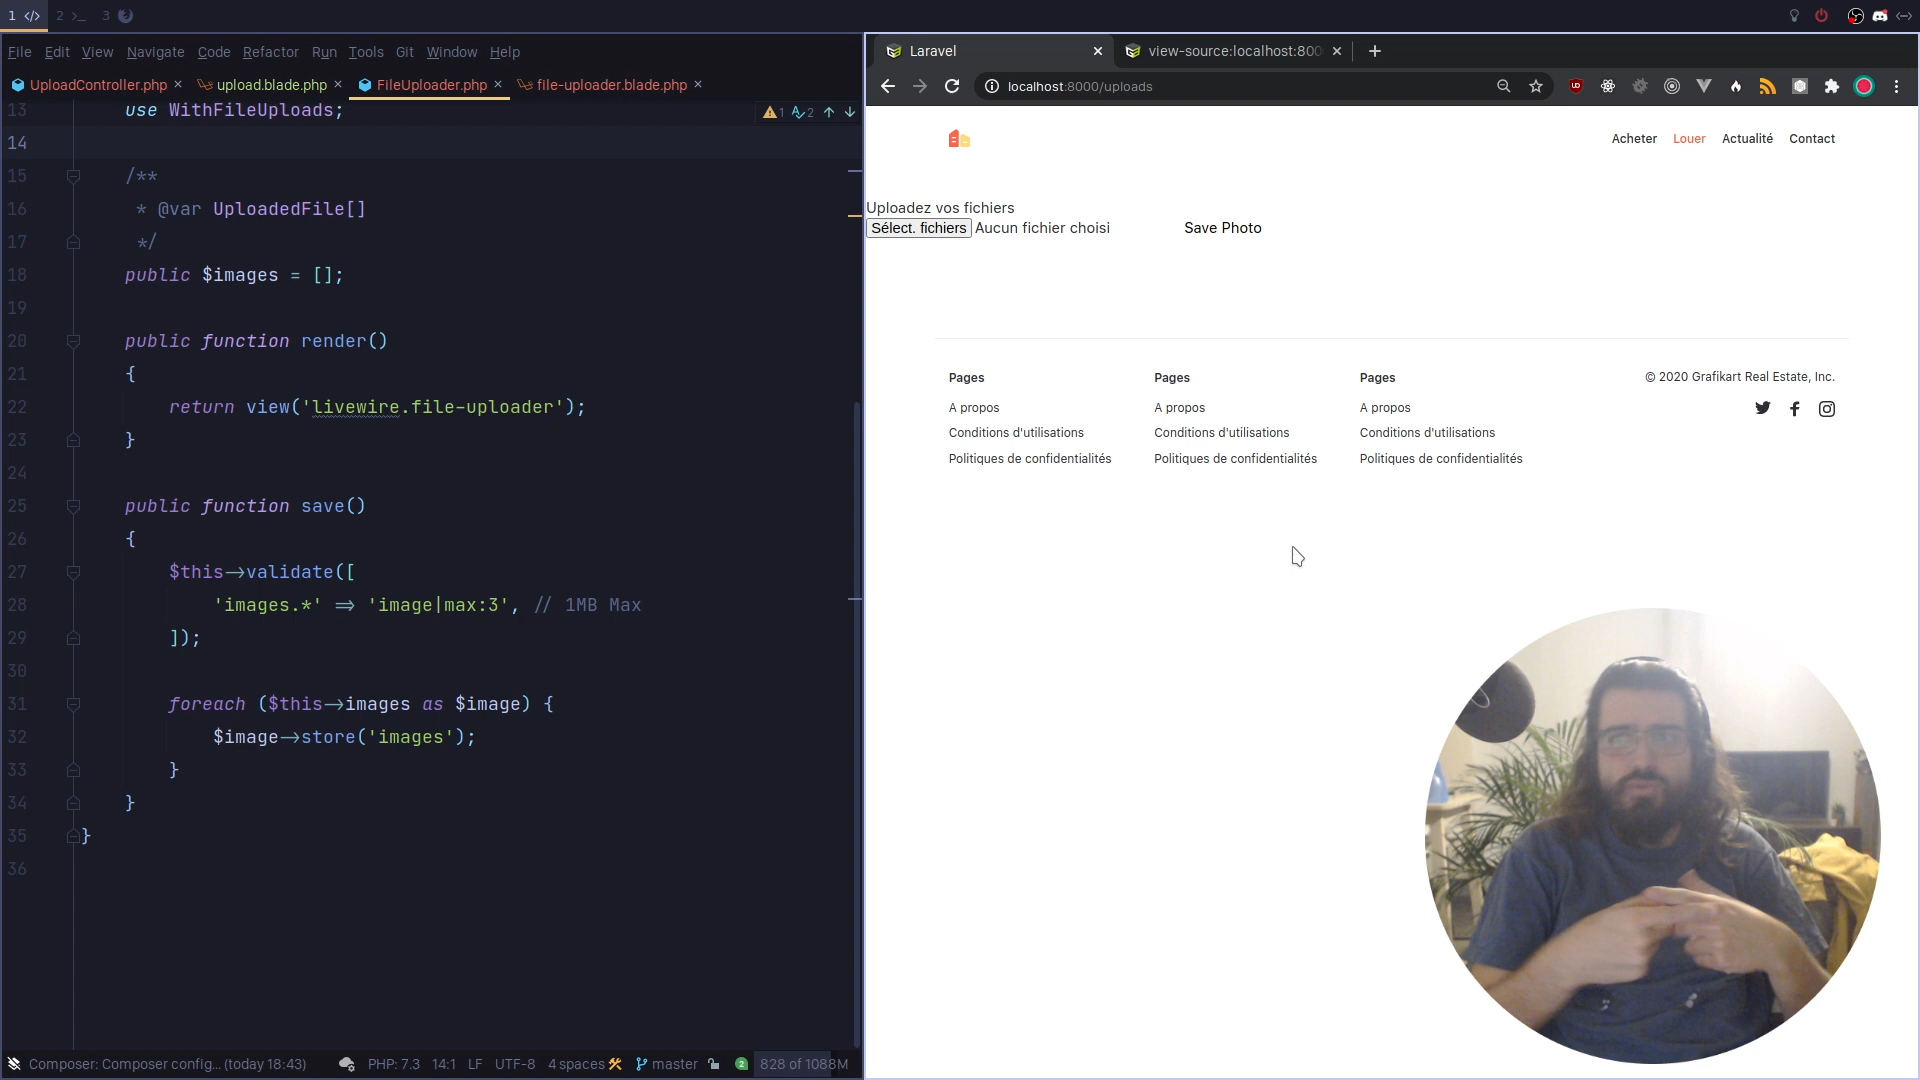 1 </> 2 >_ 3
File Edit View Navigate Code Refactor Run Tools Git Window Help
UploadController.php × upload.blade.php × FileUploader.php × file-uploader.blade.php ×
13 use WithFileUploads;
1 2
14
15 /**
16 * @var UploadedFile[]
17 */
18 public $images = [];
19
20 public function render()
21 {
22 return view('livewire.file-uploader');
23 }
24
25 public function save()
26 {
27 $this->validate([
28 'images.*' => 'image|max:3', // 1MB Max
29 ]);
30
31 foreach ($this->images as $image) {
32 $image->store('images');
33 }
34 }
35 }
36
Composer: Composer config... (today 18:43) PHP: 7.3 14:1 LF UTF-8 4 spaces master 2 828 of 1088M
Laravel × view-source:localhost:800 × +
localhost:8000/uploads
Acheter Louer Actualité Contact
Uploadez vos fichiers
Sélect. fichiers Aucun fichier choisi Save Photo
Pages Pages Pages © 2020 Grafikart Real Estate, Inc.
A propos A propos A propos
Conditions d'utilisations Conditions d'utilisations Conditions d'utilisations
Politiques de confidentialités Politiques de confidentialités Politiques de confidentialités